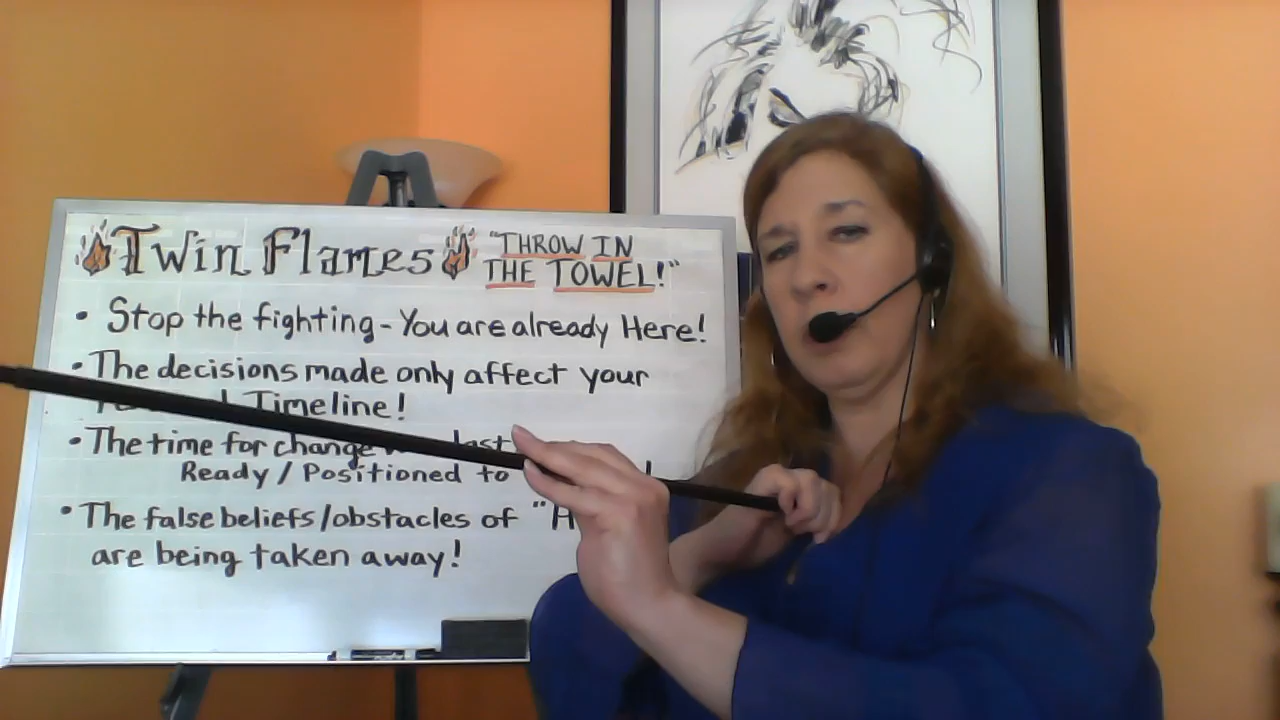 Twin Flames "THROW IN
THE TOWEL!"
• Stop the fighting - You are already Here!
• The decisions made only affect your
Timeline!
• The time for change last
Ready / Positioned to
• The false beliefs/obstacles of "H
are being taken away!